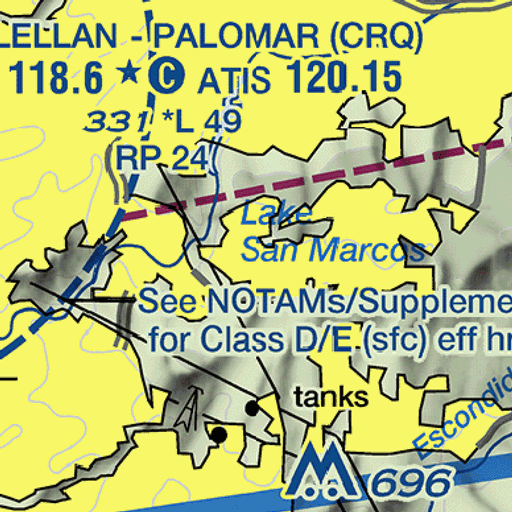 LELLAN - PALOMAR (CRQ)
118.6 ★ C ATIS 120.15
331 *L 49
RP 24
Lake
San Marcos
See NOTAMs/Suppleme
for Class D/E (sfc) eff hr
tanks
Escondid
696